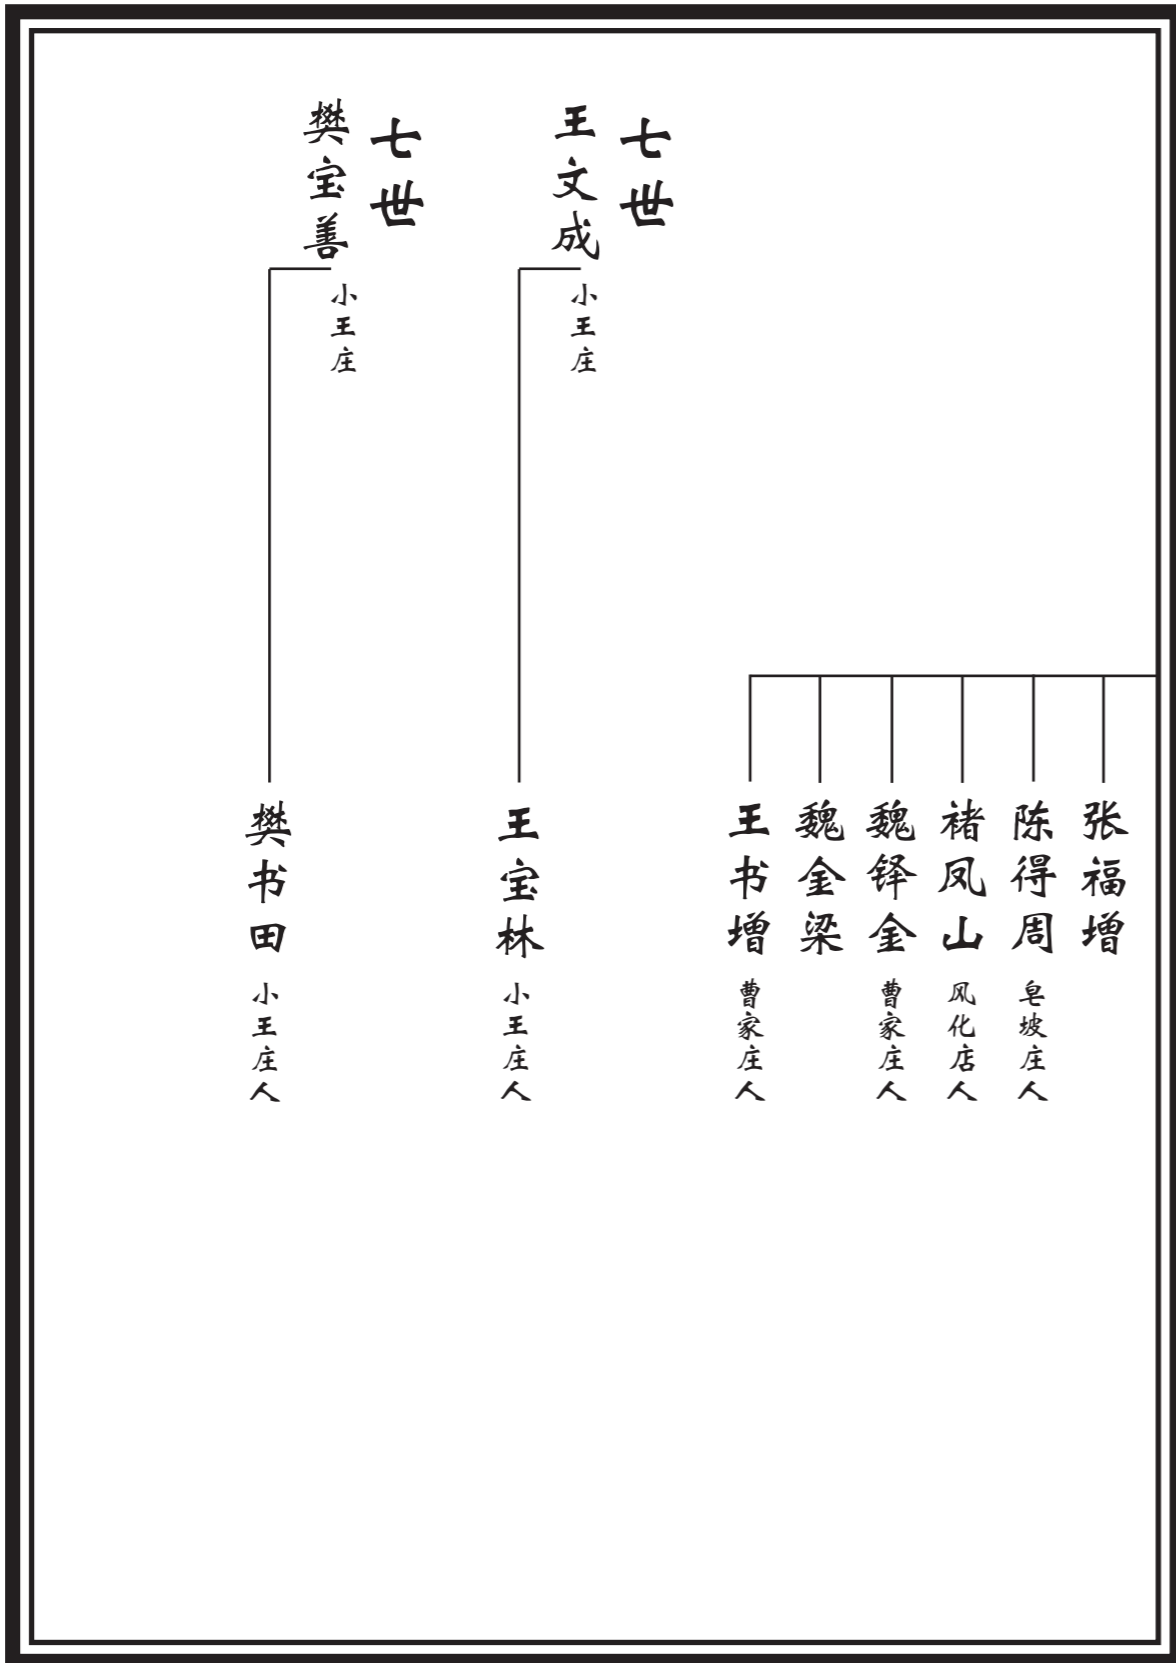 张福增
陈得周
皂坡庄人
褚凤山
风化店人
魏铎金
曹家庄人
魏金梁
王书增
曹家庄人
七世
王文成
小王庄
王宝林
小王庄人
七世
樊宝善
小王庄
樊书田
小王庄人